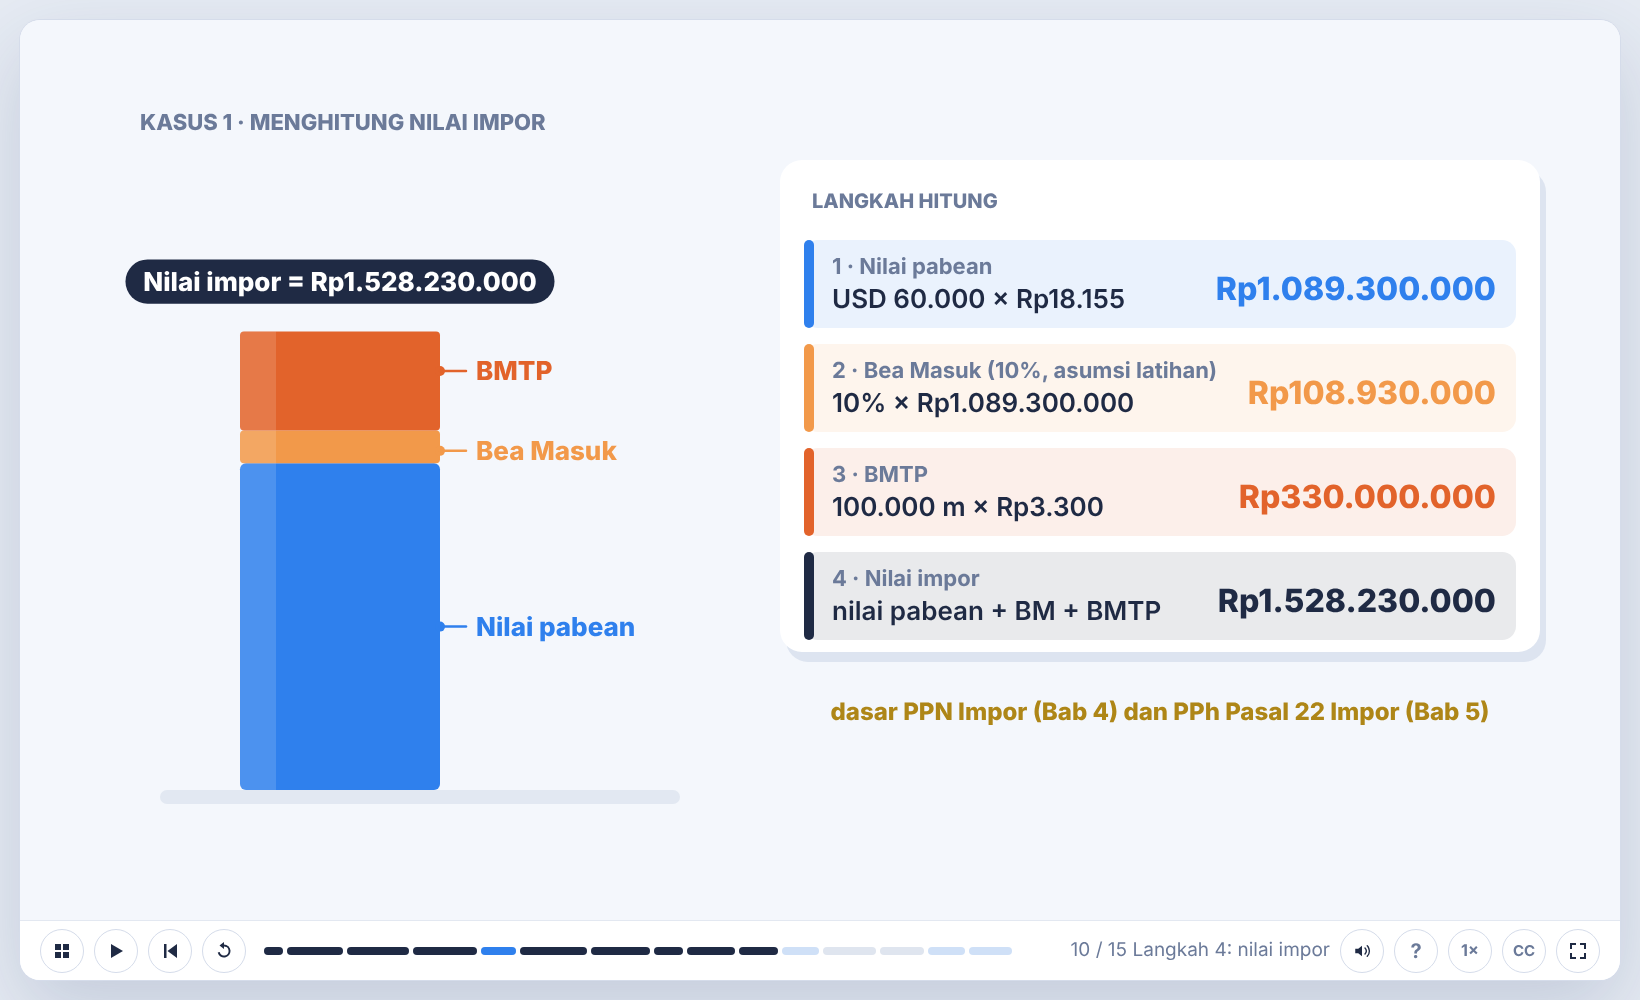 KASUS 1 · MENGHITUNG NILAI IMPOR
Nilai impor = Rp1.528.230.000
BMTP
Bea Masuk
Nilai pabean
LANGKAH HITUNG
1 · Nilai pabean
USD 60.000 × Rp18.155
Rp1.089.300.000
2 · Bea Masuk (10%, asumsi latihan)
10% × Rp1.089.300.000
Rp108.930.000
3 · BMTP
100.000 m × Rp3.300
Rp330.000.000
4 · Nilai impor
nilai pabean + BM + BMTP
Rp1.528.230.000
dasar PPN Impor (Bab 4) dan PPh Pasal 22 Impor (Bab 5)
10 / 15 Langkah 4: nilai impor
?
1×
CC